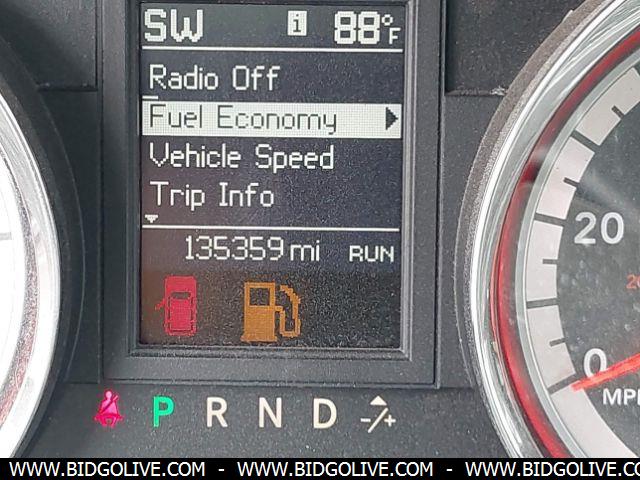 SW i 88°F
Radio Off
Fuel Economy
Vehicle Speed
Trip Info
135359 mi RUN
20
0
P R N D -/+
WWW.BIDGOLIVE.COM - WWW.BIDGOLIVE.COM - WWW.BIDGOLIVE.COM